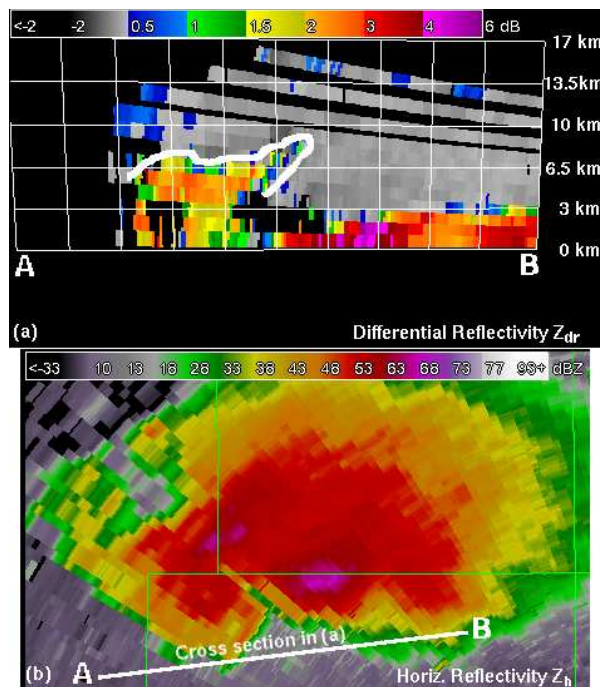 <-2 -2 0.5 1 1.5 2 3 4 6 dB
17 km
13.5km
10 km
6.5 km
3 km
0 km
A B
(a) Differential Reflectivity Zdr
<-33 10 13 18 28 33 38 43 48 53 63 68 73 77 93+ dBZ
Cross section in (a)
A B
(b) Horiz. Reflectivity Zh